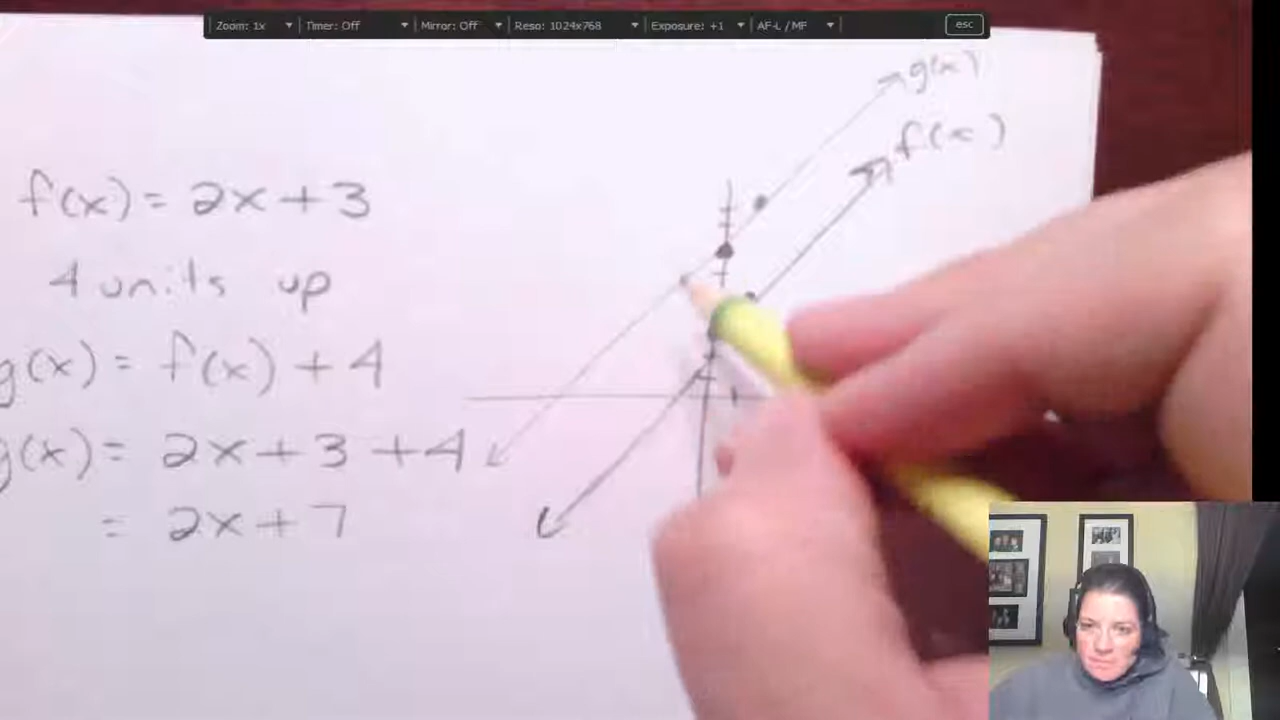 Zoom: 1x Timer: Off Mirror: Off Reso: 1024x768 Exposure: +1 AF-L / MF esc
g(x)
f(x)
f(x) = 2x + 3
4 units up
g(x) = f(x) + 4
g(x) = 2x + 3 + 4
= 2x + 7